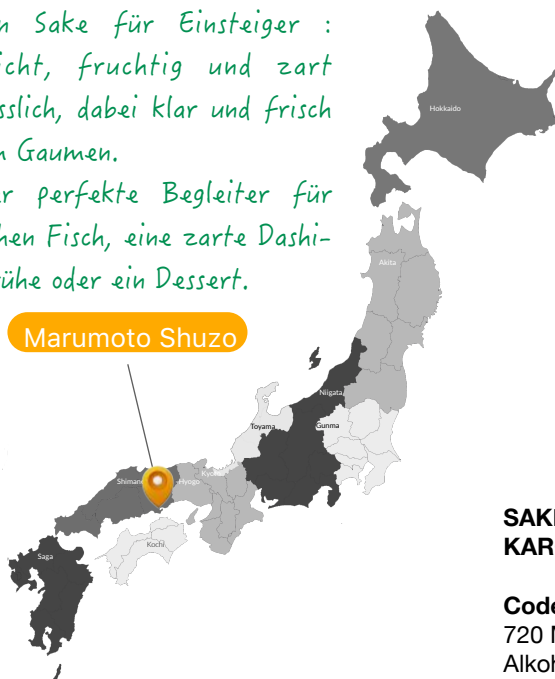 n Sake für Einsteiger :
icht, fruchtig und zart
sslich, dabei klar und frisch
n Gaumen.
er perfekte Begleiter für
hen Fisch, eine zarte Dashi-
ühe oder ein Dessert.
Marumoto Shuzo
Hokkaido
Akita
Niigata
Toyama
Gunma
Hyogo
Kochi
Saga
SAK
KAR
Code
720
Alkoh